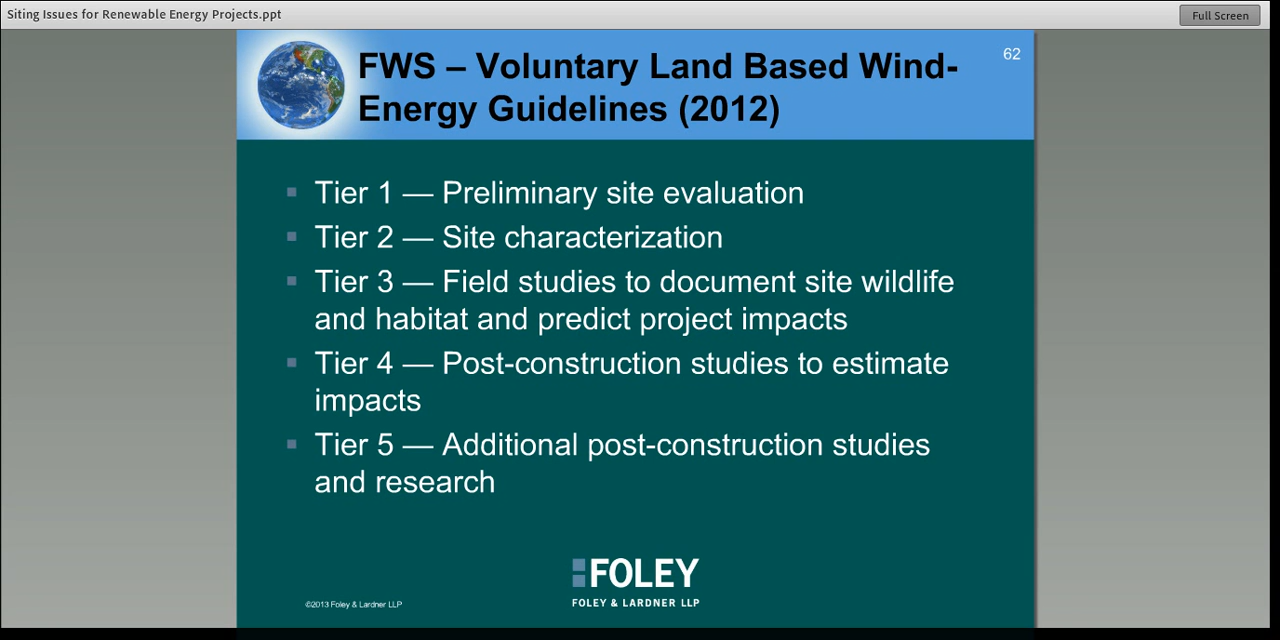 Siting Issues for Renewable Energy Projects.ppt
Full Screen
FWS – Voluntary Land Based Wind-
Energy Guidelines (2012)
62
Tier 1 — Preliminary site evaluation
Tier 2 — Site characterization
Tier 3 — Field studies to document site wildlife
and habitat and predict project impacts
Tier 4 — Post-construction studies to estimate
impacts
Tier 5 — Additional post-construction studies
and research
FOLEY
FOLEY & LARDNER LLP
©2013 Foley & Lardner LLP